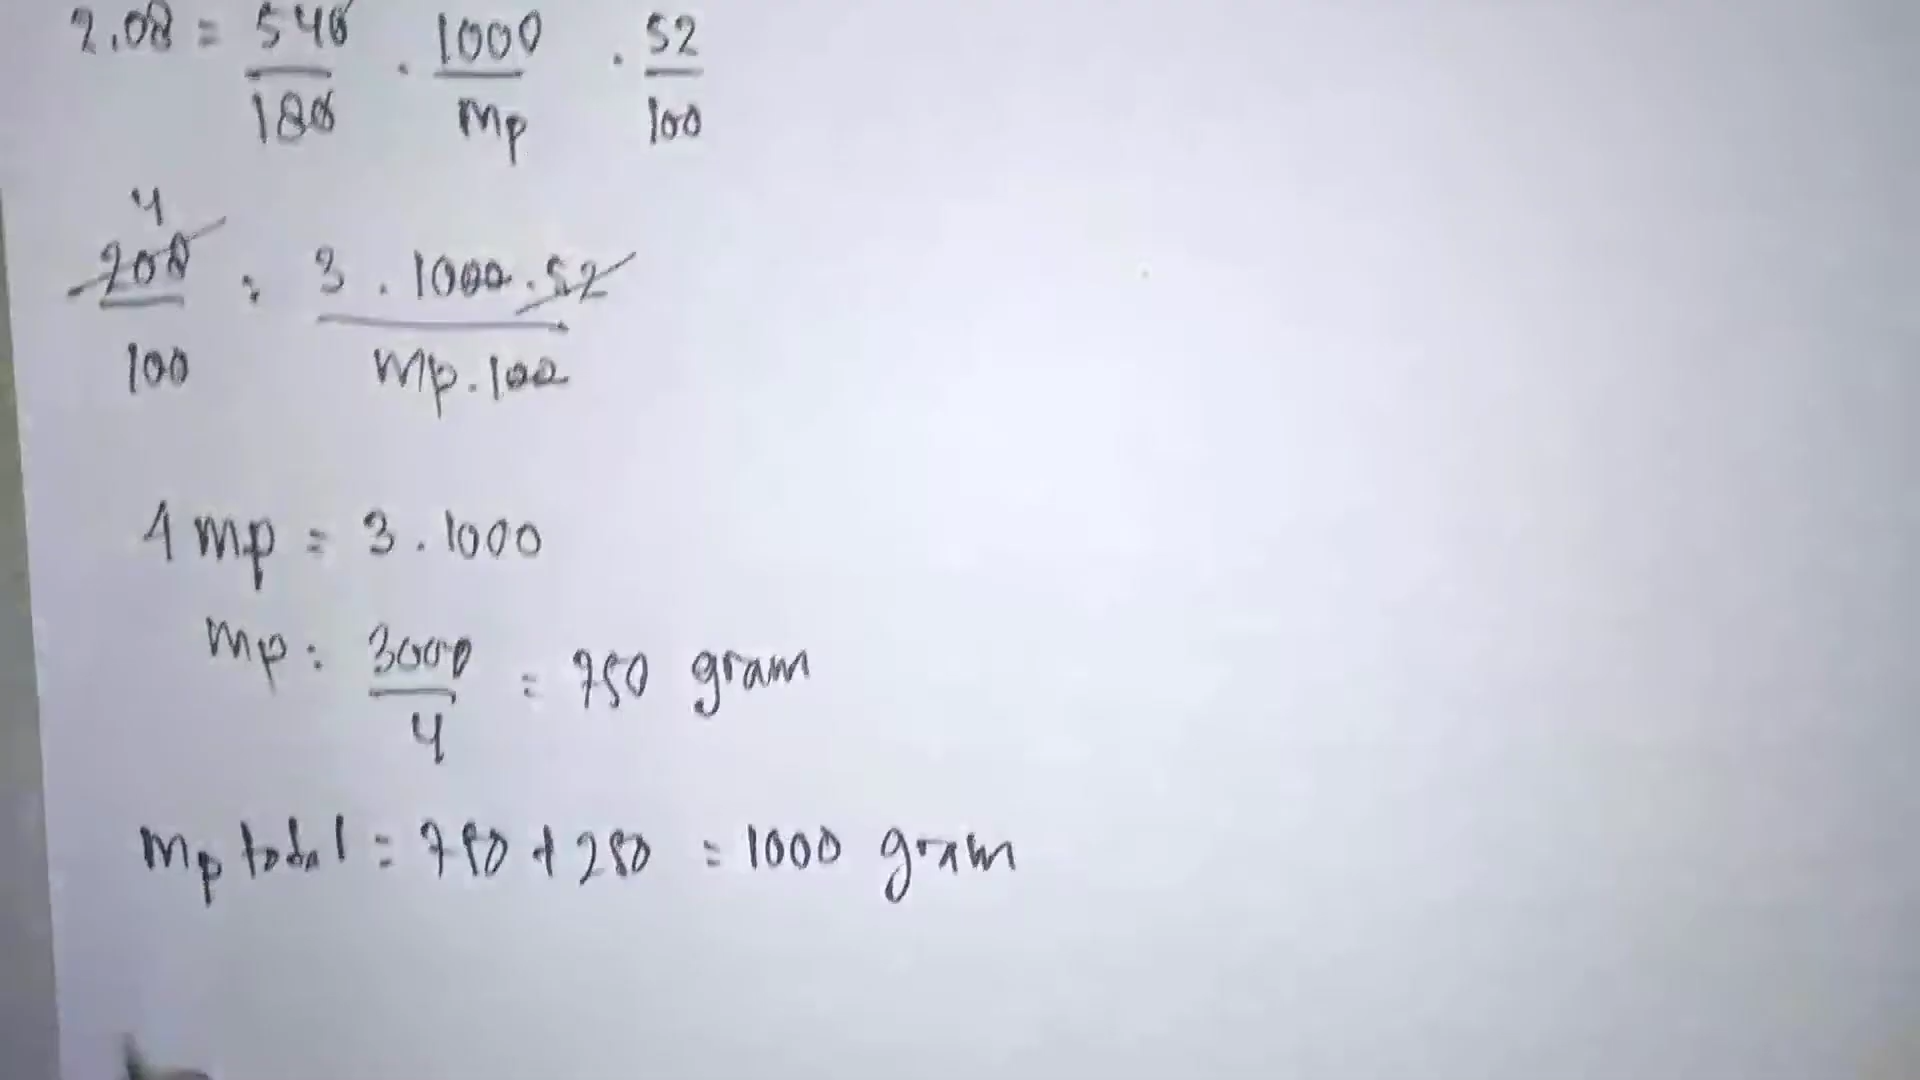 2.08 = 540/180 . 1000/mp . 52/100
4
208/100 = 3 . 1000 . 52/mp . 100
4 mp = 3 . 1000
mp = 3000/4 = 750 gram
mp total = 750 + 250 = 1000 gram